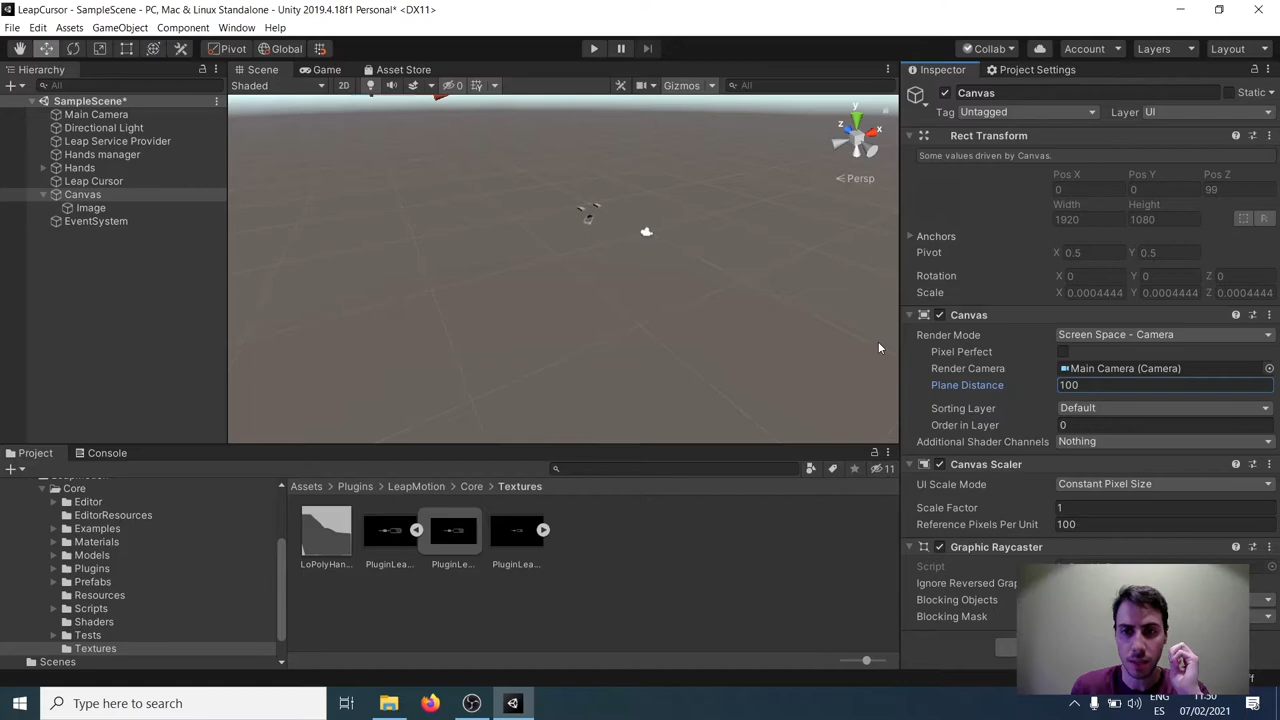 LeapCursor - SampleScene - PC, Mac & Linux Standalone - Unity 2019.4.18f1 Personal* <DX11>
File Edit Assets GameObject Component Window Help
Pivot Global Collab Account Layers Layout
Hierarchy
All
SampleScene*
Main Camera
Directional Light
Leap Service Provider
Hands manager
Hands
Leap Cursor
Canvas
Image
EventSystem
Scene Game Asset Store
Shaded 2D 0 Gizmos All
y
z x
Persp
Inspector Project Settings
Canvas Static
Tag Untagged Layer UI
Rect Transform
Some values driven by Canvas.
Pos X Pos Y Pos Z
0 0 99
Width Height
1920 1080 R
Anchors
Pivot X 0.5 Y 0.5
Rotation X 0 Y 0 Z 0
Scale X 0.0004444 Y 0.0004444 Z 0.0004444
Canvas
Render Mode Screen Space - Camera
Pixel Perfect
Render Camera Main Camera (Camera)
Plane Distance 100
Sorting Layer Default
Order in Layer 0
Additional Shader Channels Nothing
Canvas Scaler
UI Scale Mode Constant Pixel Size
Scale Factor 1
Reference Pixels Per Unit 100
Graphic Raycaster
Script
Ignore Reversed Gra
Blocking Objects
Blocking Mask
Project Console
11
Core
Editor
EditorResources
Examples
Materials
Models
Plugins
Prefabs
Resources
Scripts
Shaders
Tests
Textures
Scenes
Assets Plugins LeapMotion Core Textures
LoPolyHan... PluginLea... PluginLe... PluginLea...
Type here to search
ENG
ES
11:50
07/02/2021